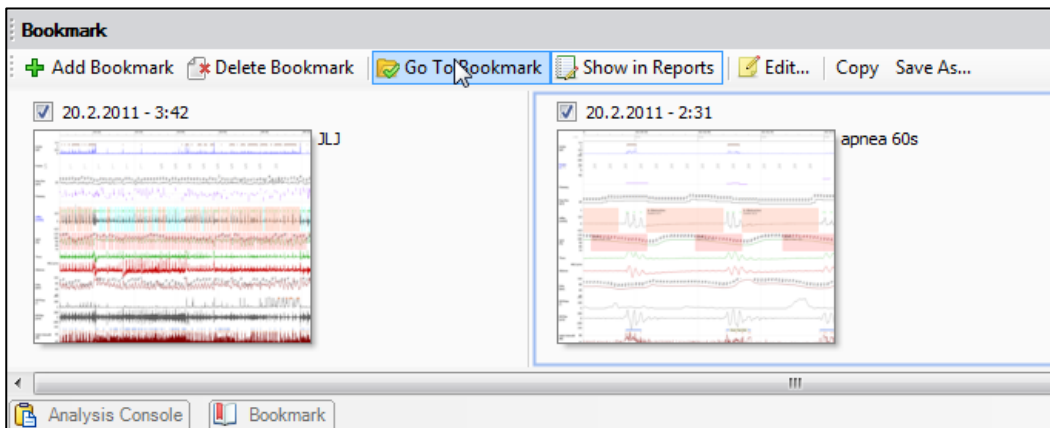 Bookmark
Add Bookmark Delete Bookmark Go To Bookmark Show in Reports Edit... Copy Save As...
20.2.2011 - 3:42
JLJ
20.2.2011 - 2:31
apnea 60s
Analysis Console Bookmark